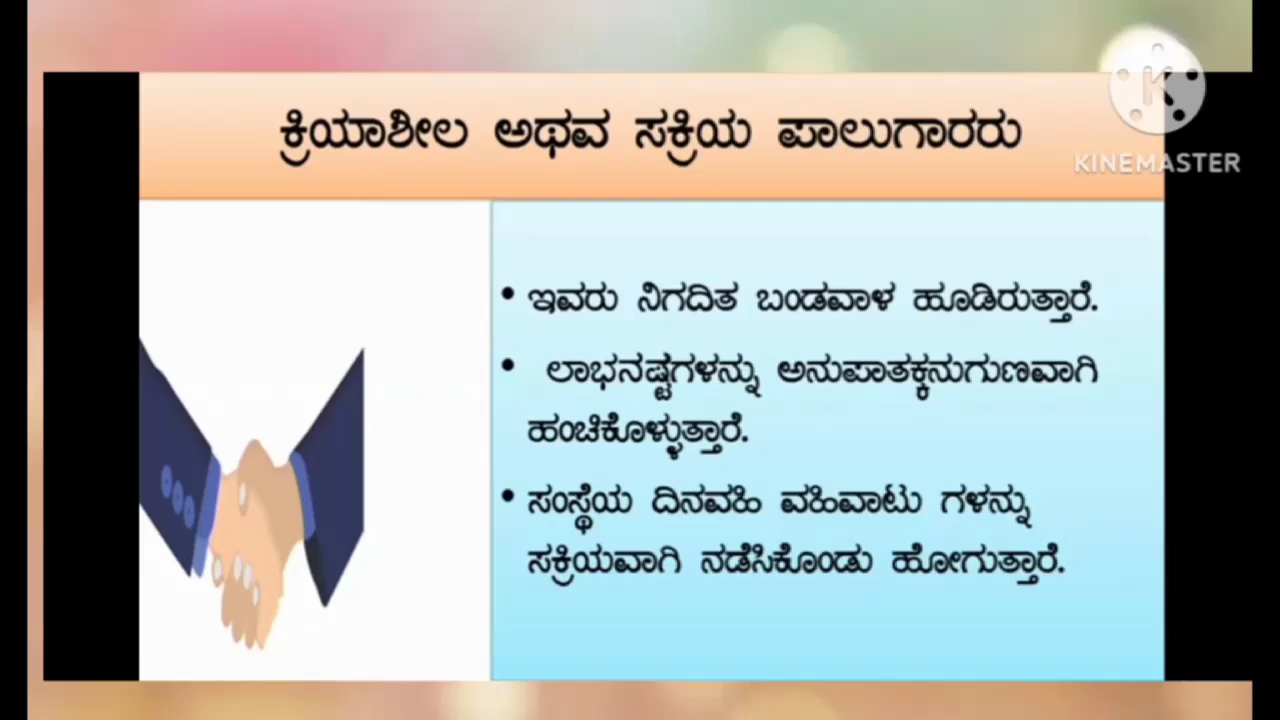 ಕ್ರಿಯಾಶೀಲ ಅಥವ ಸಕ್ರಿಯ ಪಾಲುಗಾರರು
KINEMASTER
• ಇವರು ನಿಗದಿತ ಬಂಡವಾಳ ಹೂಡಿರುತ್ತಾರೆ.
• ಲಾಭನಷ್ಟಗಳನ್ನು ಅನುಪಾತಕ್ಕನುಗುಣವಾಗಿ
ಹಂಚಿಕೊಳ್ಳುತ್ತಾರೆ.
• ಸಂಸ್ಥೆಯ ದಿನವಹಿ ವಹಿವಾಟು ಗಳನ್ನು
ಸಕ್ರಿಯವಾಗಿ ನಡೆಸಿಕೊಂಡು ಹೋಗುತ್ತಾರೆ.